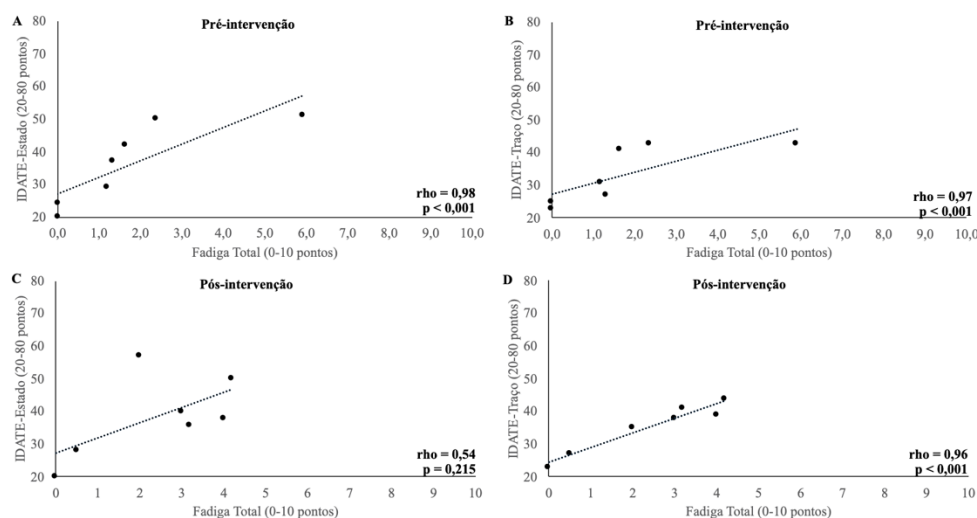 A
Pré-intervenção
IDATE-Estado (20-80 pontos)
80
70
60
50
40
30
20
rho = 0,98
p < 0,001
0,0 1,0 2,0 3,0 4,0 5,0 6,0 7,0 8,0 9,0 10,0
Fadiga Total (0-10 pontos)
B
Pré-intervenção
IDATE-Traço (20-80 pontos)
80
70
60
50
40
30
20
rho = 0,97
p < 0,001
0,0 1,0 2,0 3,0 4,0 5,0 6,0 7,0 8,0 9,0 10,0
Fadiga Total (0-10 pontos)
C
Pós-intervenção
IDATE-Estado (20-80 pontos)
80
70
60
50
40
30
20
rho = 0,54
p = 0,215
0 1 2 3 4 5 6 7 8 9 10
Fadiga Total (0-10 pontos)
D
Pós-intervenção
IDATE-Traço (20-80 pontos)
80
70
60
50
40
30
20
rho = 0,96
p < 0,001
0 1 2 3 4 5 6 7 8 9 10
Fadiga Total (0-10 pontos)